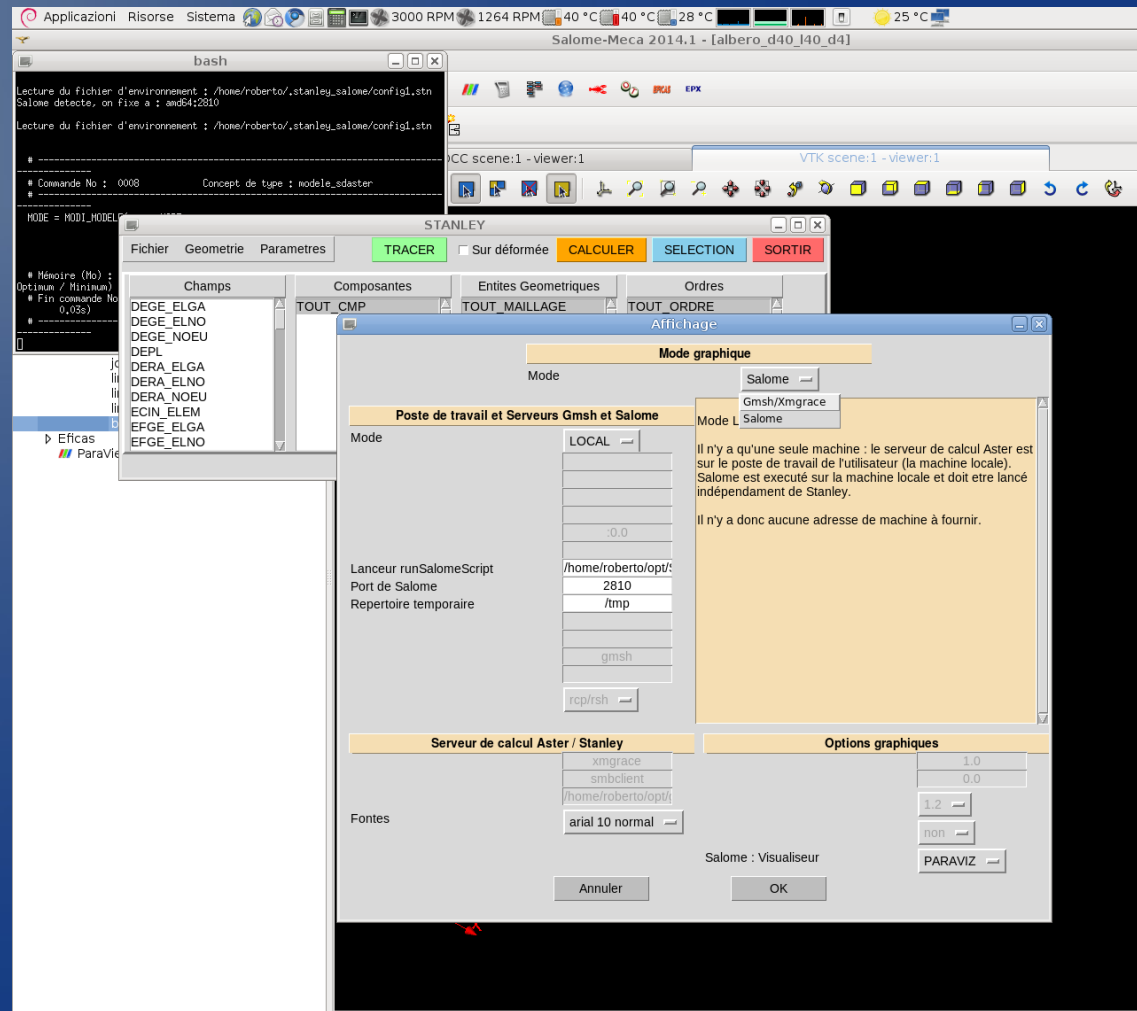 Applicazioni Risorse Sistema 3000 RPM 1264 RPM 40 °C 40 °C 28 °C 25 °C
Salome-Meca 2014.1 - [albero_d40_l40_d4]
bash
Lecture du fichier d'environnement : /home/roberto/.stanley_salome/config1.stn
Salome detecte, on fixe a : amd64:2810
Lecture du fichier d'environnement : /home/roberto/.stanley_salome/config1.stn
# Commande No : 0008 Concept de type : modele_sdaster
MODE = MODI_MODELE
# Mémoire (Mo) :
Optimum / Minimum)
# Fin commande No
0.03s)
EFICAS EPX
OCC scene:1 - viewer:1
VTK scene:1 - viewer:1
STANLEY
Fichier Geometrie Parametres TRACER Sur déformée CALCULER SELECTION SORTIR
Champs Composantes Entites Geometriques Ordres
DEGE_ELGA TOUT_CMP TOUT_MAILLAGE TOUT_ORDRE
DEGE_ELNO
DEGE_NOEU
DEPL
DERA_ELGA
DERA_ELNO
DERA_NOEU
ECIN_ELEM
EFGE_ELGA
EFGE_ELNO
jo
li
li
li
b
Eficas
ParaVie
Affichage
Mode graphique
Mode Salome
Gmsh/Xmgrace
Salome
Poste de travail et Serveurs Gmsh et Salome
Mode LOCAL
:0.0
Lanceur runSalomeScript /home/roberto/opt/S
Port de Salome 2810
Repertoire temporaire /tmp
gmsh
rcp/rsh
Mode L
Il n'y a qu'une seule machine : le serveur de calcul Aster est
sur le poste de travail de l'utilisateur (la machine locale).
Salome est executé sur la machine locale et doit etre lancé
indépendament de Stanley.
Il n'y a donc aucune adresse de machine à fournir.
Serveur de calcul Aster / Stanley
xmgrace
smbclient
/home/roberto/opt/
Fontes arial 10 normal
Options graphiques
1.0
0.0
1.2
non
Salome : Visualiseur PARAVIZ
Annuler OK